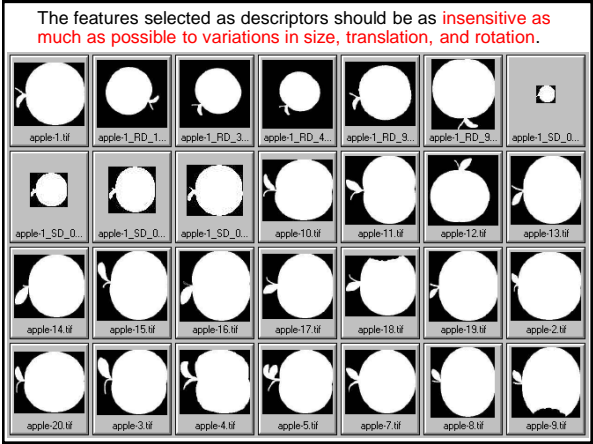 The features selected as descriptors should be as insensitive as
much as possible to variations in size, translation, and rotation.
apple-1.tif apple-1_RD_1... apple-1_RD_3... apple-1_RD_4... apple-1_RD_9... apple-1_RD_9... apple-1_SD_0...
apple-1_SD_0... apple-1_SD_0... apple-1_SD_0... apple-10.tif apple-11.tif apple-12.tif apple-13.tif
apple-14.tif apple-15.tif apple-16.tif apple-17.tif apple-18.tif apple-19.tif apple-2.tif
apple-20.tif apple-3.tif apple-4.tif apple-5.tif apple-7.tif apple-8.tif apple-9.tif